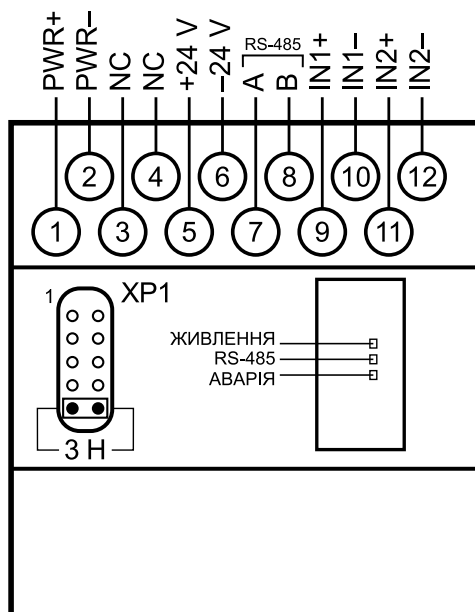 PWR+
PWR–
NC
NC
+24 V
–24 V
RS-485
A
B
IN1+
IN1–
IN2+
IN2–
2
4
6
8
10
12
1
3
5
7
9
11
1
XP1
ЖИВЛЕННЯ
RS-485
АВАРІЯ
З Н